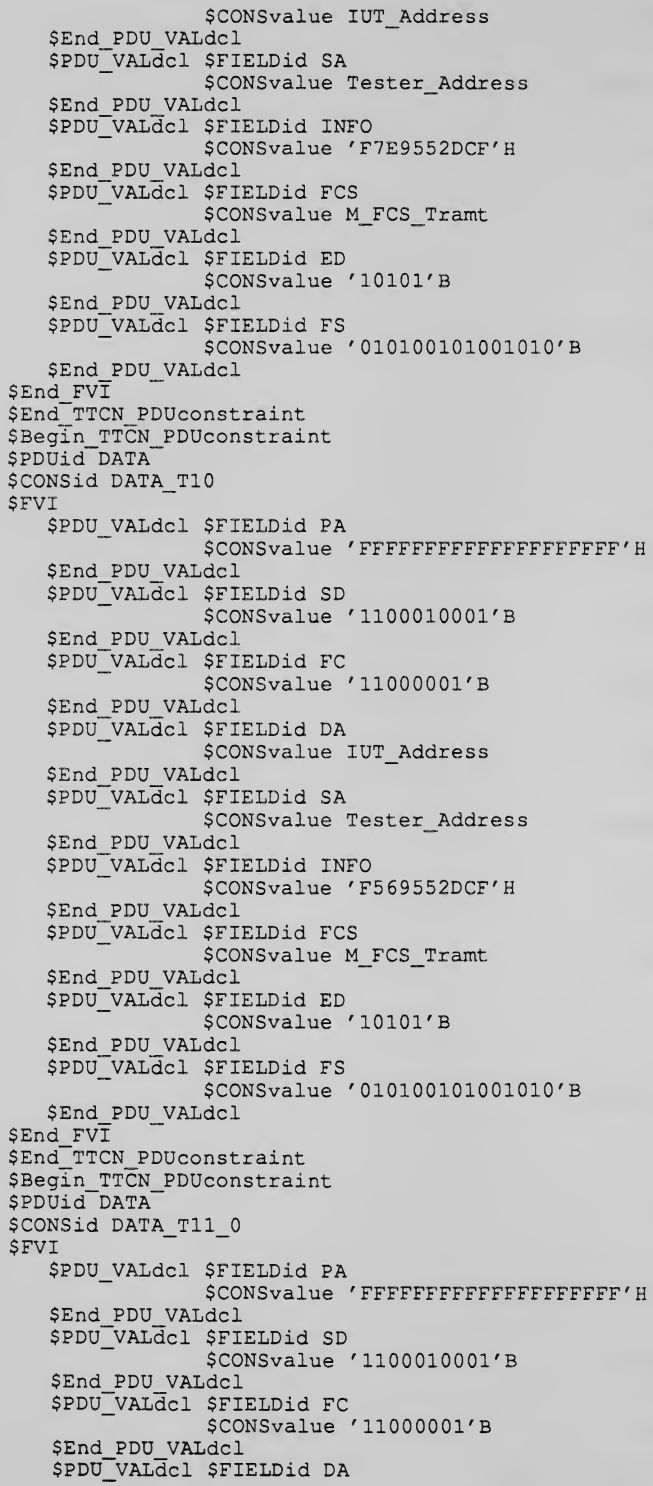 $CONSvalue IUT_Address
$End_PDU_VALdcl
$PDU_VALdcl $FIELDid SA
$CONSvalue Tester_Address
$End_PDU_VALdcl
$PDU_VALdcl $FIELDid INFO
$CONSvalue 'F7E9552DCF'H
$End_PDU_VALdcl
$PDU_VALdcl $FIELDid FCS
$CONSvalue M_FCS_Tramt
$End_PDU_VALdcl
$PDU_VALdcl $FIELDid ED
$CONSvalue '10101'B
$End_PDU_VALdcl
$PDU_VALdcl $FIELDid FS
$CONSvalue '010100101001010'B
$End_PDU_VALdcl
$End_FVI
$End_TTCN_PDUconstraint
$Begin_TTCN_PDUconstraint
$PDUid DATA
$CONSid DATA_T10
$FVI
$PDU_VALdcl $FIELDid PA
$CONSvalue 'FFFFFFFFFFFFFFFFFFFF'H
$End_PDU_VALdcl
$PDU_VALdcl $FIELDid SD
$CONSvalue '1100010001'B
$End_PDU_VALdcl
$PDU_VALdcl $FIELDid FC
$CONSvalue '11000001'B
$End_PDU_VALdcl
$PDU_VALdcl $FIELDid DA
$CONSvalue IUT_Address
$End_PDU_VALdcl
$PDU_VALdcl $FIELDid SA
$CONSvalue Tester_Address
$End_PDU_VALdcl
$PDU_VALdcl $FIELDid INFO
$CONSvalue 'F569552DCF'H
$End_PDU_VALdcl
$PDU_VALdcl $FIELDid FCS
$CONSvalue M_FCS_Tramt
$End_PDU_VALdcl
$PDU_VALdcl $FIELDid ED
$CONSvalue '10101'B
$End_PDU_VALdcl
$PDU_VALdcl $FIELDid FS
$CONSvalue '010100101001010'B
$End_PDU_VALdcl
$End_FVI
$End_TTCN_PDUconstraint
$Begin_TTCN_PDUconstraint
$PDUid DATA
$CONSid DATA_T11_0
$FVI
$PDU_VALdcl $FIELDid PA
$CONSvalue 'FFFFFFFFFFFFFFFFFFFF'H
$End_PDU_VALdcl
$PDU_VALdcl $FIELDid SD
$CONSvalue '1100010001'B
$End_PDU_VALdcl
$PDU_VALdcl $FIELDid FC
$CONSvalue '11000001'B
$End_PDU_VALdcl
$PDU_VALdcl $FIELDid DA